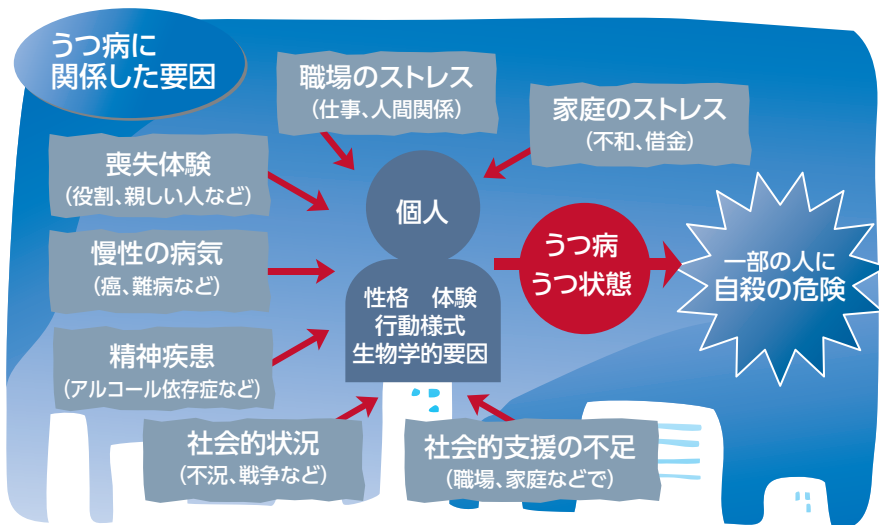 うつ病に
関係した要因
職場のストレス
(仕事、人間関係)
家庭のストレス
(不和、借金)
喪失体験
(役割、親しい人など)
慢性の病気
(癌、難病など)
精神疾患
(アルコール依存症など)
社会的状況
(不況、戦争など)
社会的支援の不足
(職場、家庭などで)
個人
性格　体験
行動様式
生物学的要因
うつ病
うつ状態
一部の人に
自殺の危険